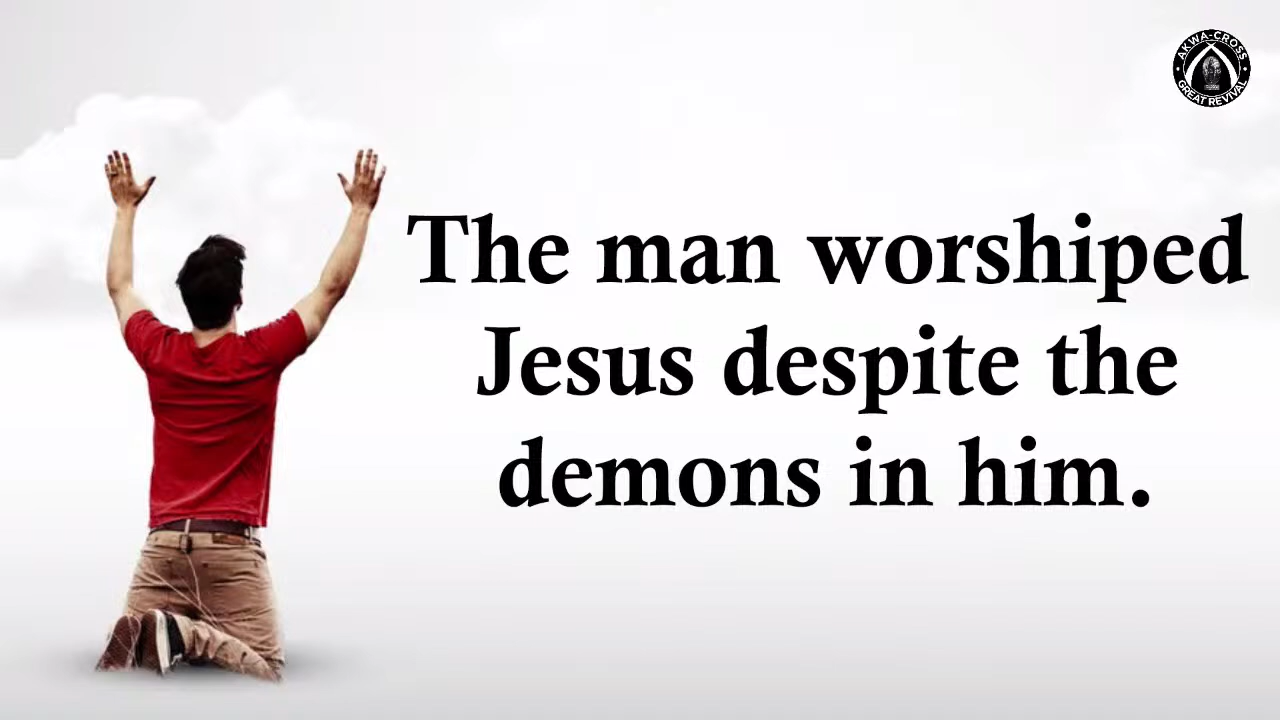 AKWA-CROSS
GREAT REVIVAL
The man worshiped
Jesus despite the
demons in him.